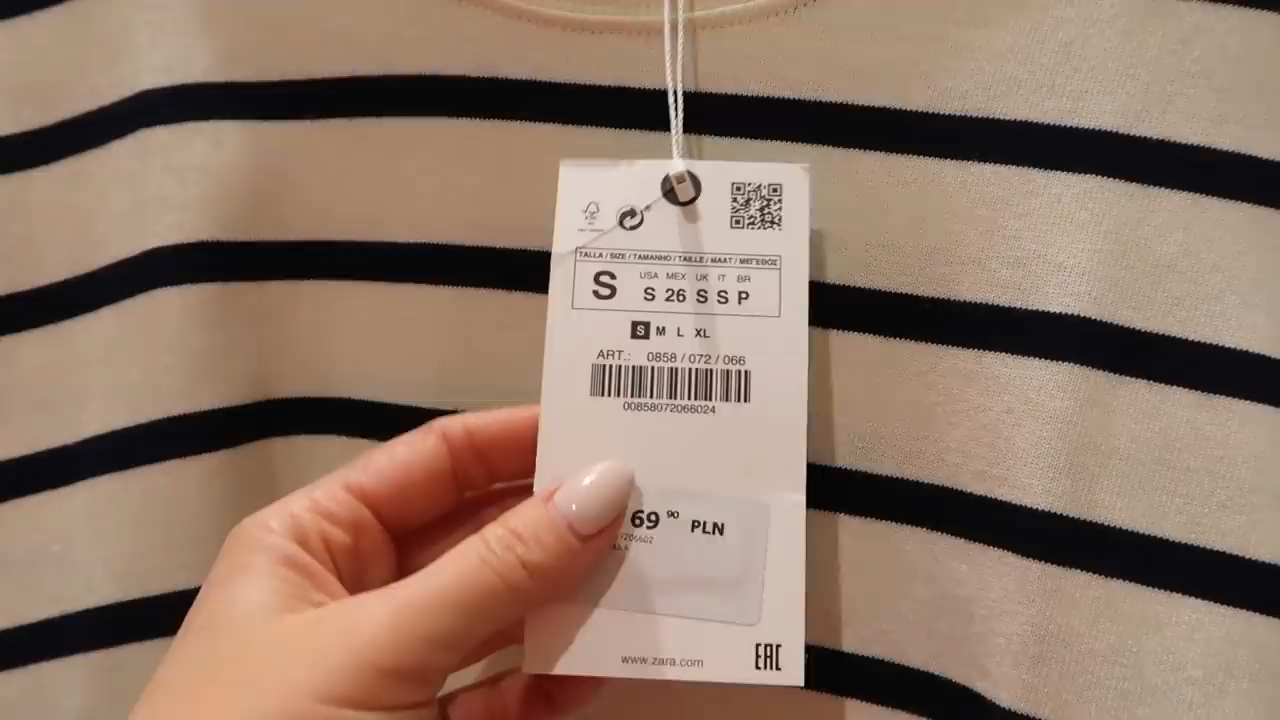 TALLA / SIZE / TAMANHO / TAILLE / MAAT / ΜΕΓΕΘΟΣ
USA MEX UK IT BR
S S 26 S S P
S M L XL
ART.: 0858 / 072 / 066
00858072066024
69 90 PLN
www.zara.com
EAC